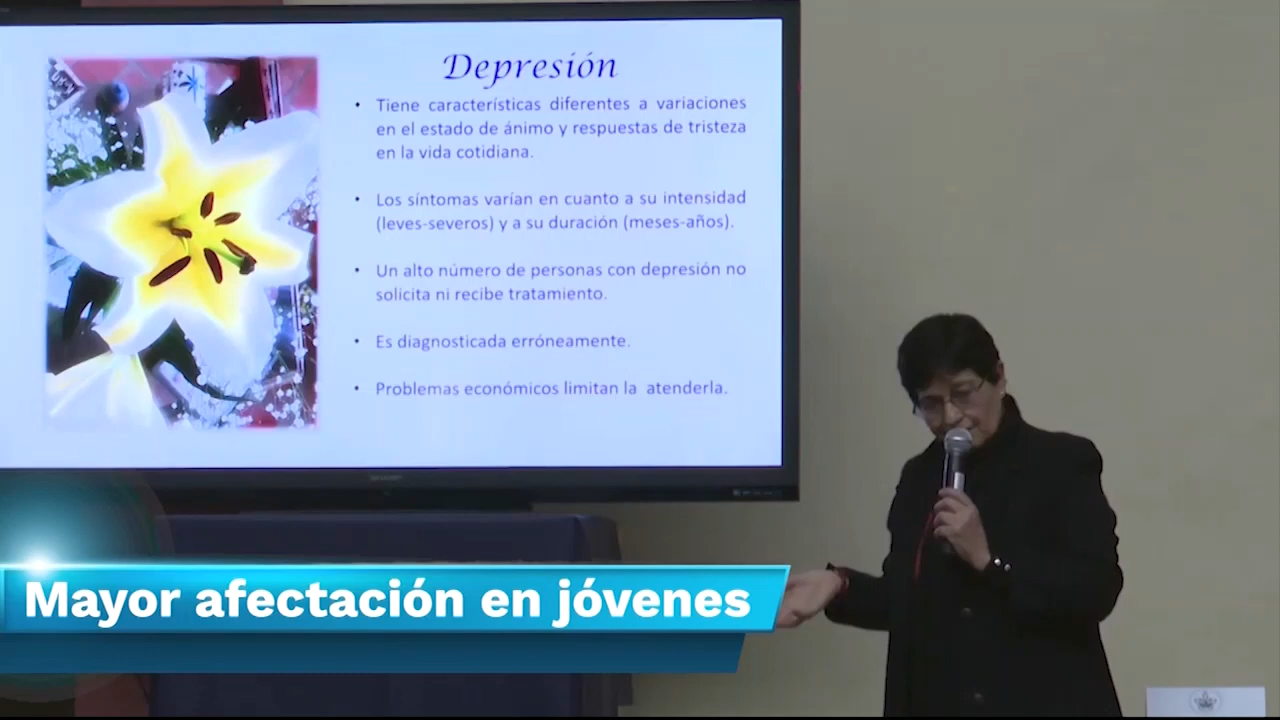 Depresión
• Tiene características diferentes a variaciones
en el estado de ánimo y respuestas de tristeza
en la vida cotidiana.
• Los síntomas varían en cuanto a su intensidad
(leves-severos) y a su duración (meses-años).
• Un alto número de personas con depresión no
solicita ni recibe tratamiento.
• Es diagnosticada erróneamente.
• Problemas económicos limitan la atenderla.
Mayor afectación en jóvenes